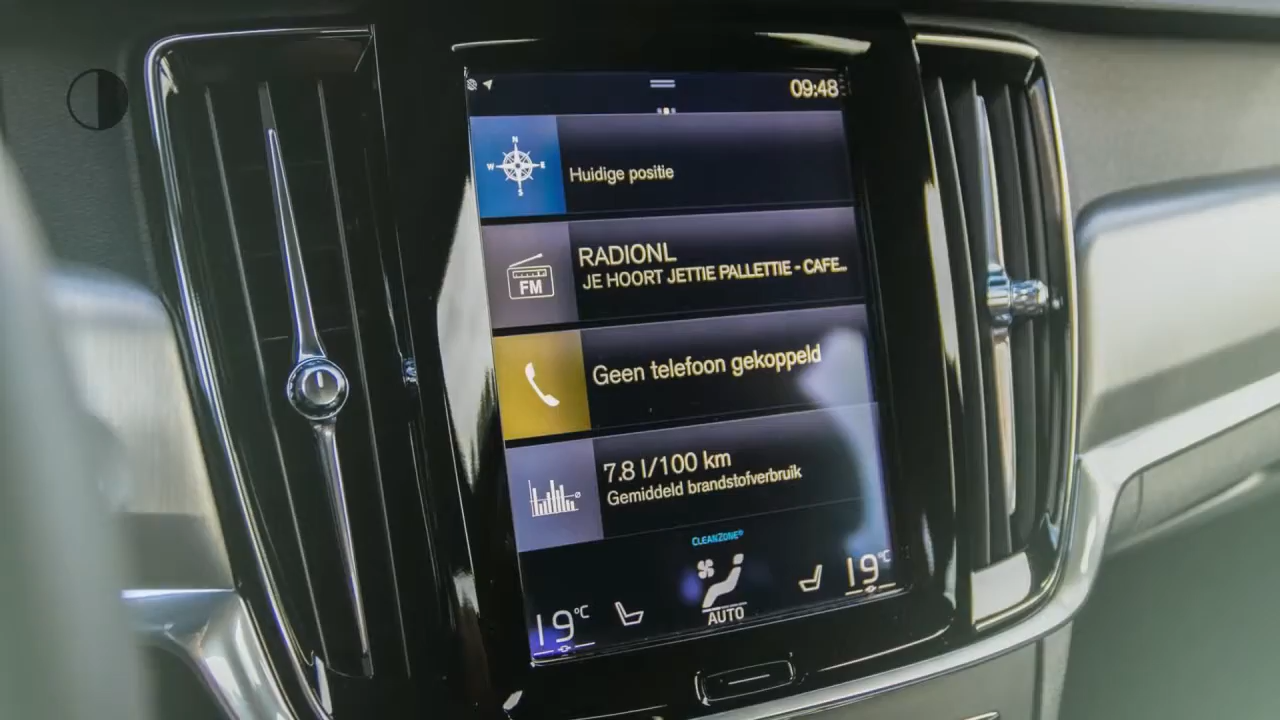 09:48
N
W E
S
Huidige positie
RADIONL
JE HOORT JETTIE PALLETTIE - CAFE...
FM
Geen telefoon gekoppeld
7.8 l/100 km
Gemiddeld brandstofverbruik
CLEANZONE®
19°C
AUTO
19°C